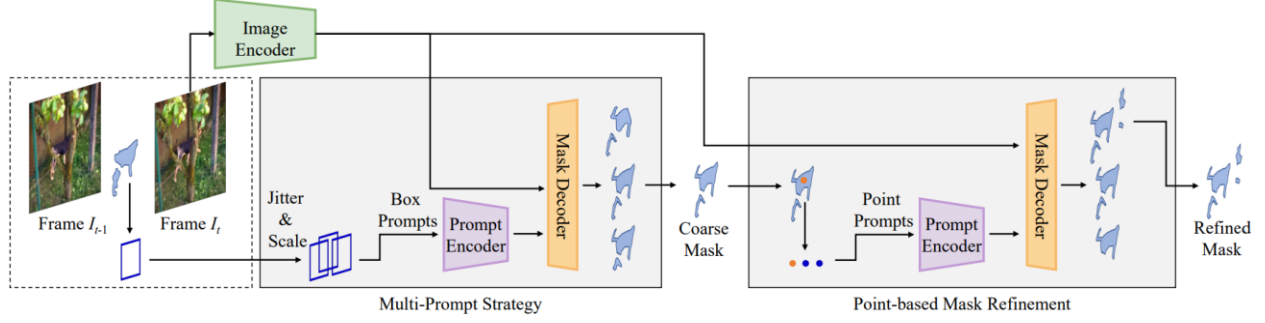 Image
Encoder
Frame I_{t-1}
Frame I_t
Jitter
&
Scale
Box
Prompts
Prompt
Encoder
Mask Decoder
Multi-Prompt Strategy
Coarse
Mask
Point
Prompts
Prompt
Encoder
Mask Decoder
Point-based Mask Refinement
Refined
Mask